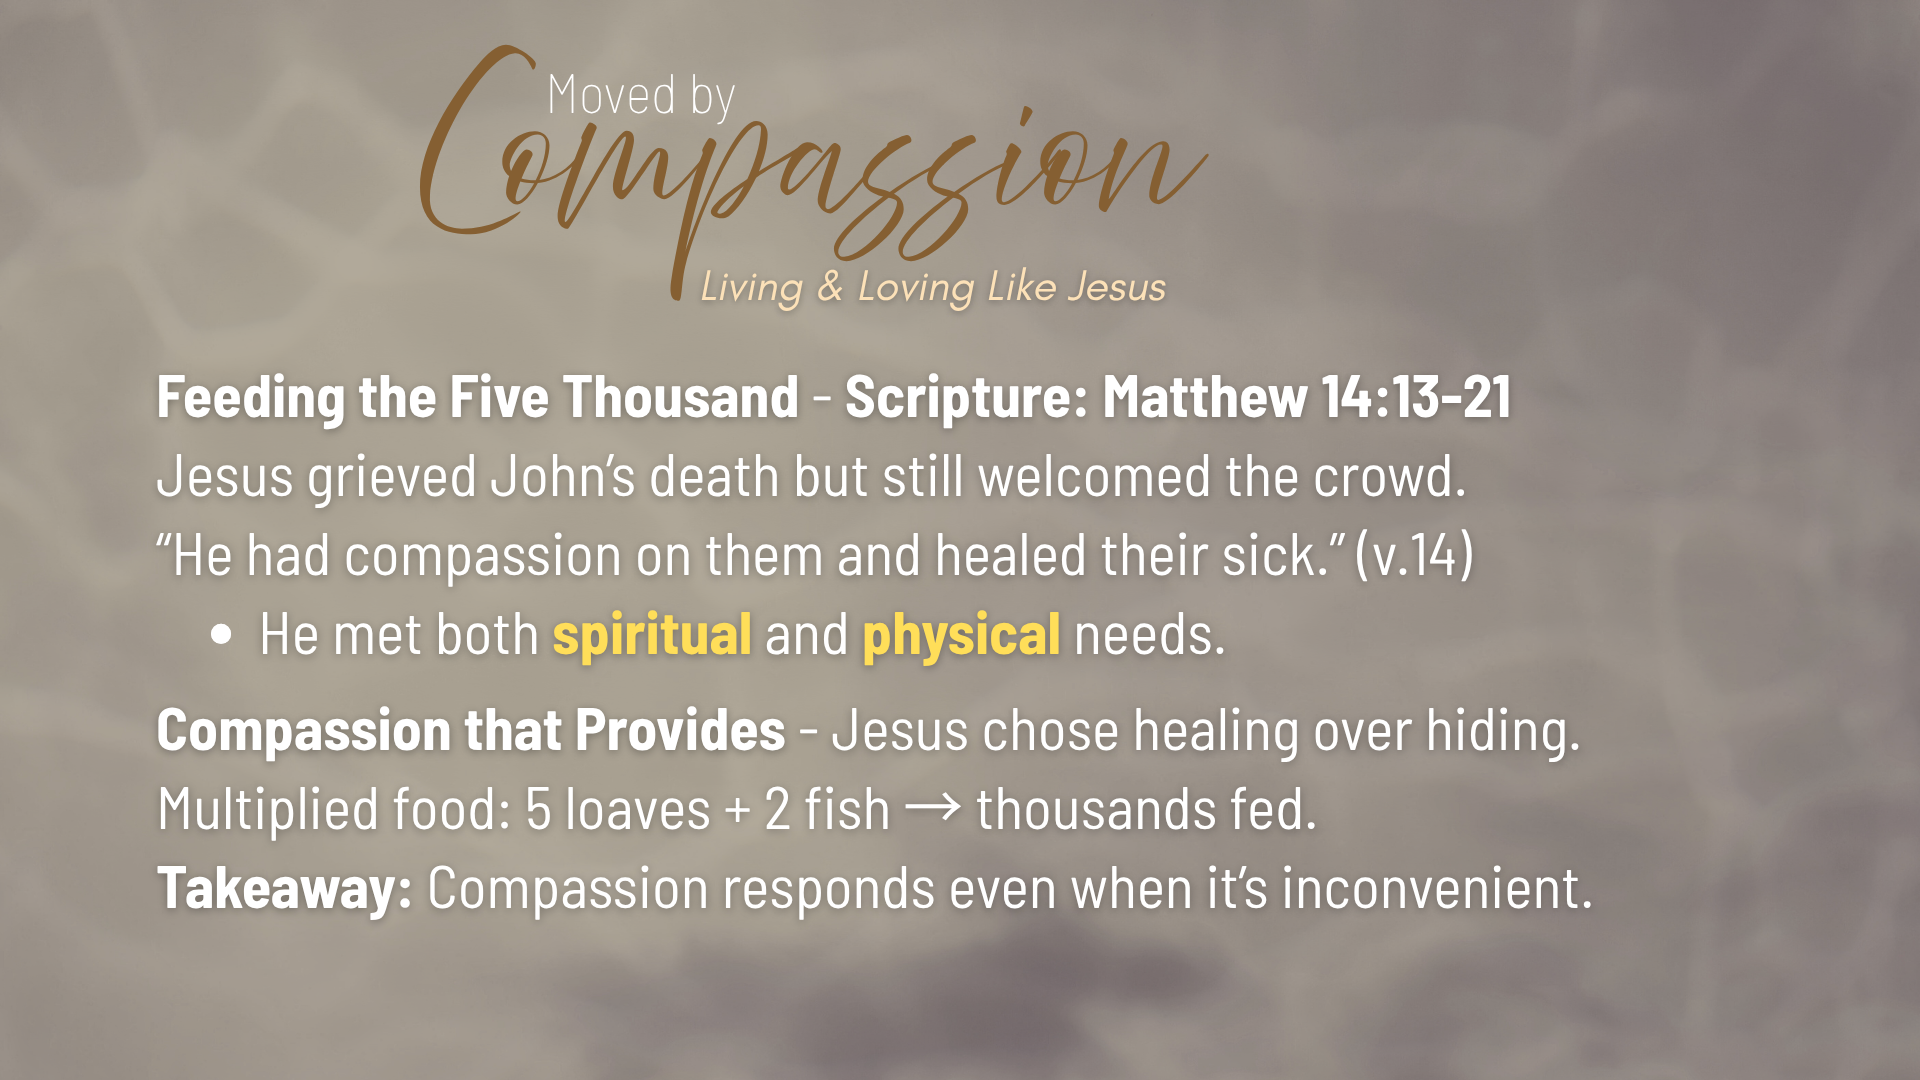 Moved by
Compassion
Living & Loving Like Jesus
Feeding the Five Thousand - Scripture: Matthew 14:13-21
Jesus grieved John’s death but still welcomed the crowd.
“He had compassion on them and healed their sick.” (v.14)
• He met both spiritual and physical needs.
Compassion that Provides - Jesus chose healing over hiding.
Multiplied food: 5 loaves + 2 fish → thousands fed.
Takeaway: Compassion responds even when it’s inconvenient.